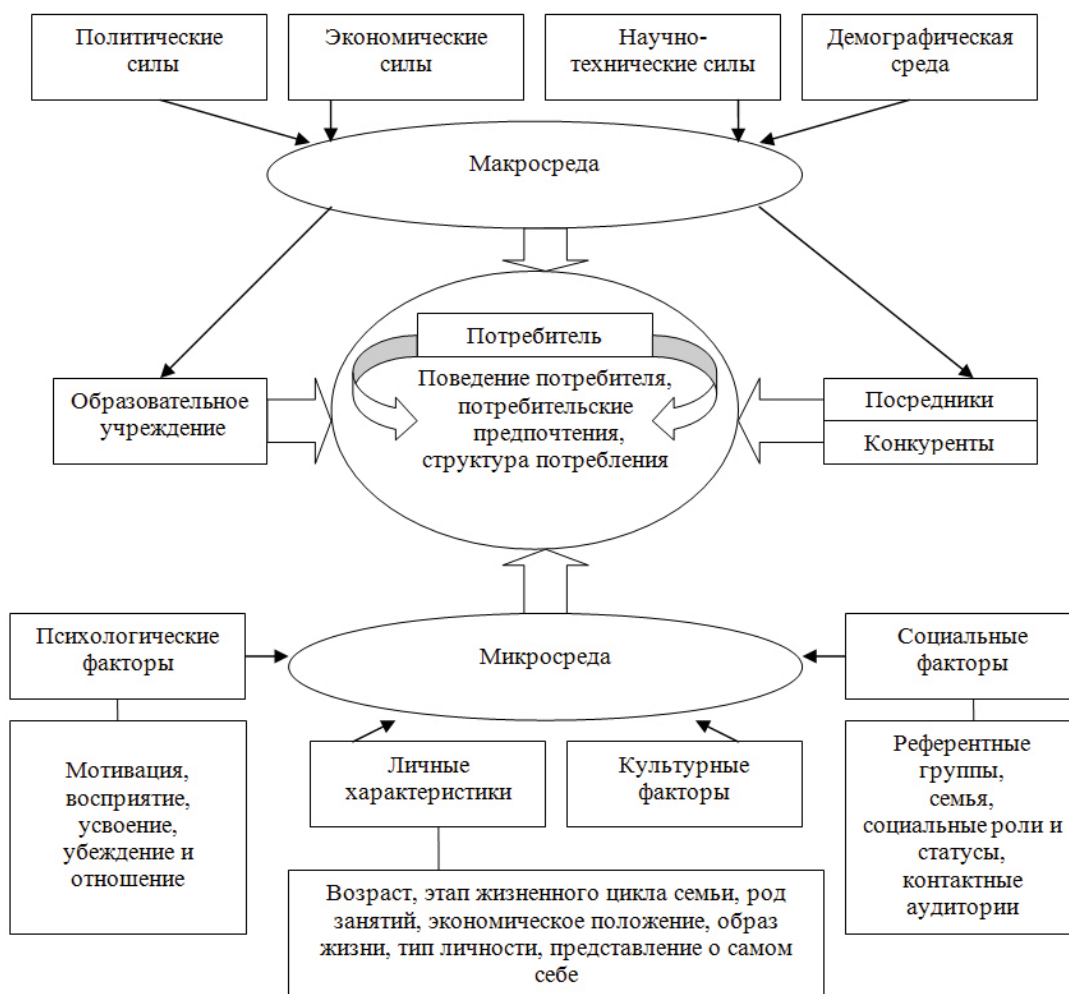 Политические
силы
Экономические
силы
Научно-
технические силы
Демографическая
среда
Макросреда
Потребитель
Поведение потребителя,
потребительские
предпочтения,
структура потребления
Образовательное
учреждение
Посредники
Конкуренты
Микросреда
Психологические
факторы
Социальные
факторы
Мотивация,
восприятие,
усвоение,
убеждение и
отношение
Личные
характеристики
Культурные
факторы
Референтные
группы,
семья,
социальные роли и
статусы,
контактные
аудитории
Возраст, этап жизненного цикла семьи, род
занятий, экономическое положение, образ
жизни, тип личности, представление о самом
себе